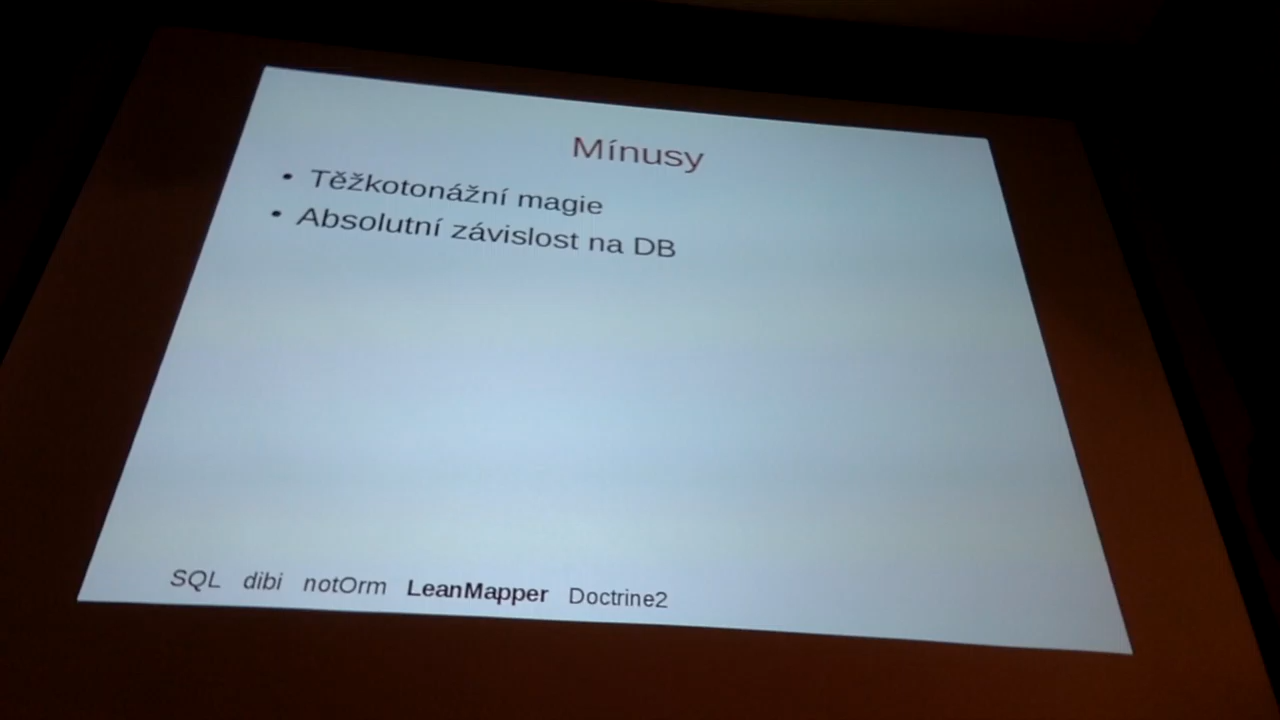 Mínusy
• Těžkotonážní magie
• Absolutní závislost na DB
SQL dibi notOrm LeanMapper Doctrine2